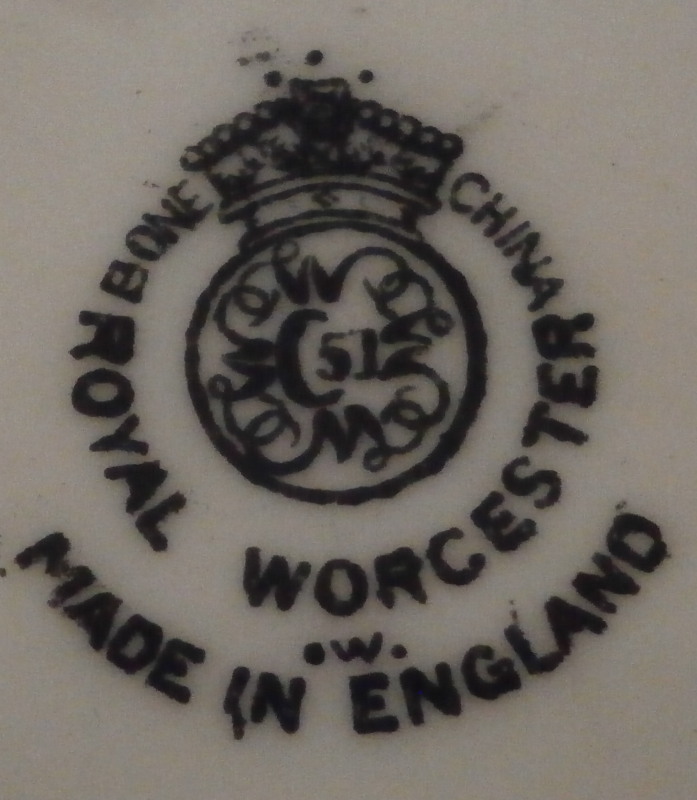 BONE CHINA
C 51
ROYAL WORCESTER
W
MADE IN ENGLAND